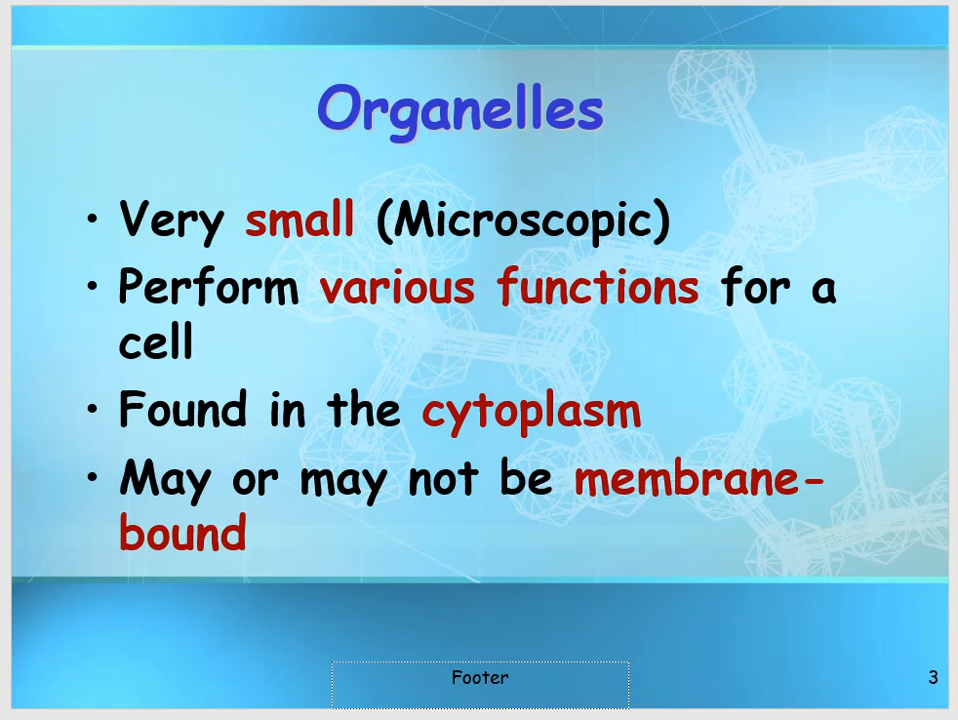 Organelles
• Very small (Microscopic)
• Perform various functions for a
cell
• Found in the cytoplasm
• May or may not be membrane-
bound
Footer
3